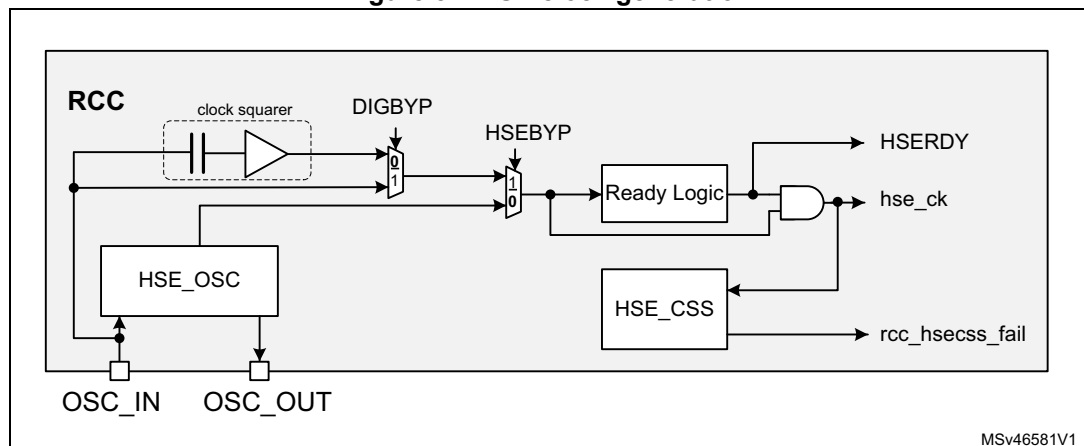 RCC
clock squarer
DIGBYP
HSEBYP
HSERDY
0
1
1
0
Ready Logic
hse_ck
HSE_OSC
HSE_CSS
rcc_hsecss_fail
OSC_IN
OSC_OUT
MSv46581V1